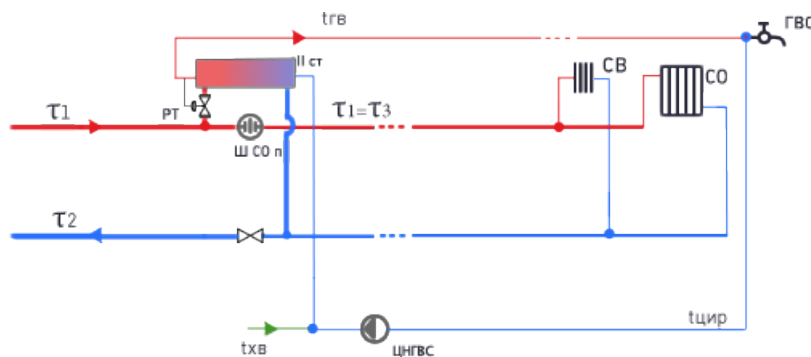 tгв
ГВС
II ст
СВ
СО
τ1
РТ
τ1=τ3
Ш СО п
τ2
tцир
tхв
ЦНГВС